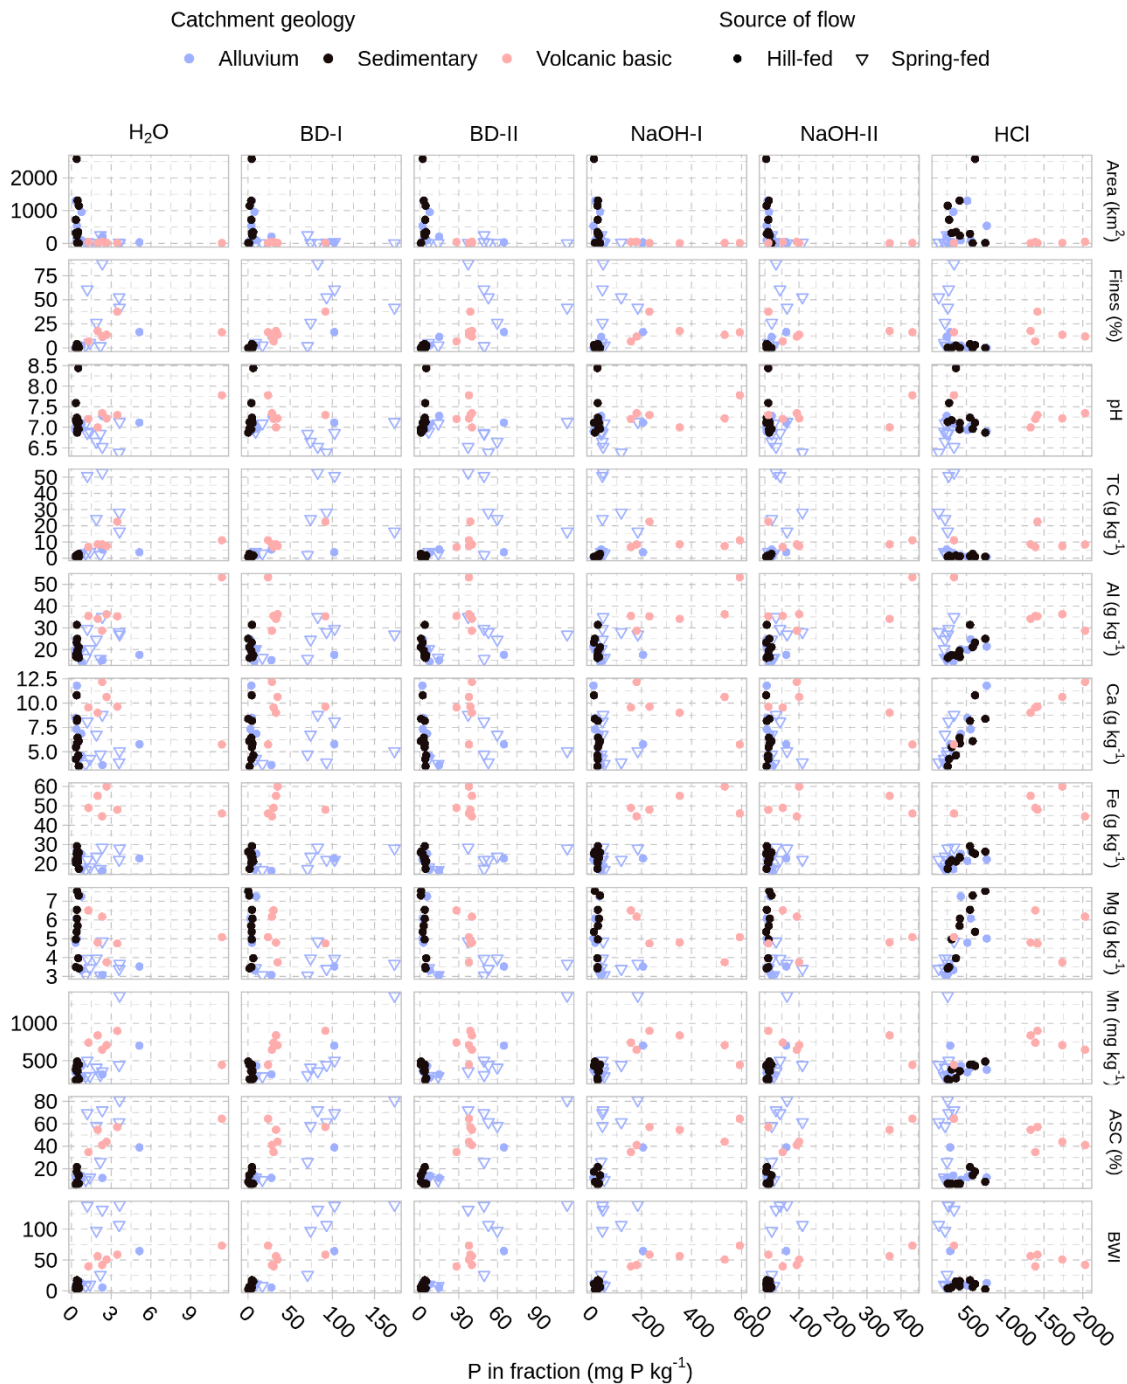 Catchment geology Source of flow
Alluvium Sedimentary Volcanic basic Hill-fed Spring-fed
H2O BD-I BD-II NaOH-I NaOH-II HCl
2000
1000
0
Area (km2)
75
50
25
0
Fines (%)
8.5
8.0
7.5
7.0
6.5
pH
50
40
30
20
10
0
TC (g kg-1)
50
40
30
20
Al (g kg-1)
12.5
10.0
7.5
5.0
Ca (g kg-1)
60
50
40
30
20
Fe (g kg-1)
7
6
5
4
3
Mg (g kg-1)
1000
500
Mn (mg kg-1)
80
60
40
20
ASC (%)
100
50
0
BWI
0 3 6 9 0 50 100 150 0 30 60 90 0 200 400 600 0 100 200 300 400 500 1000 1500 2000
P in fraction (mg P kg-1)